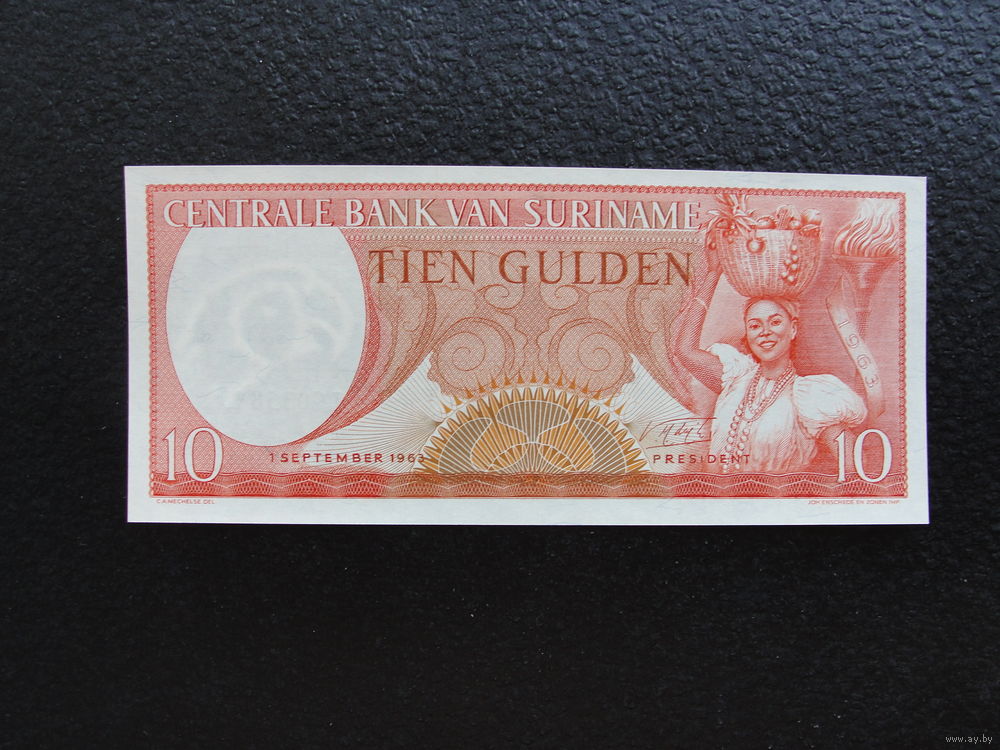 CENTRALE BANK VAN SURINAME
TIEN GULDEN
1963
10
1 SEPTEMBER 1963
PRESIDENT
10
C.A. MECHELSE DEL.
JOH. ENSCHEDÉ EN ZONEN IMP.
www.ay.by